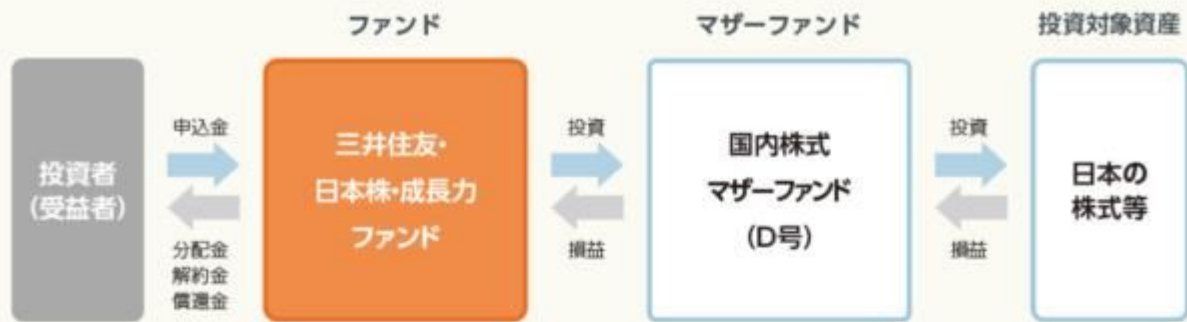 ファンド
マザーファンド
投資対象資産
投資者
(受益者)
申込金
分配金
解約金
償還金
三井住友・
日本株・成長力
ファンド
投資
損益
国内株式
マザーファンド
(D号)
投資
損益
日本の
株式等